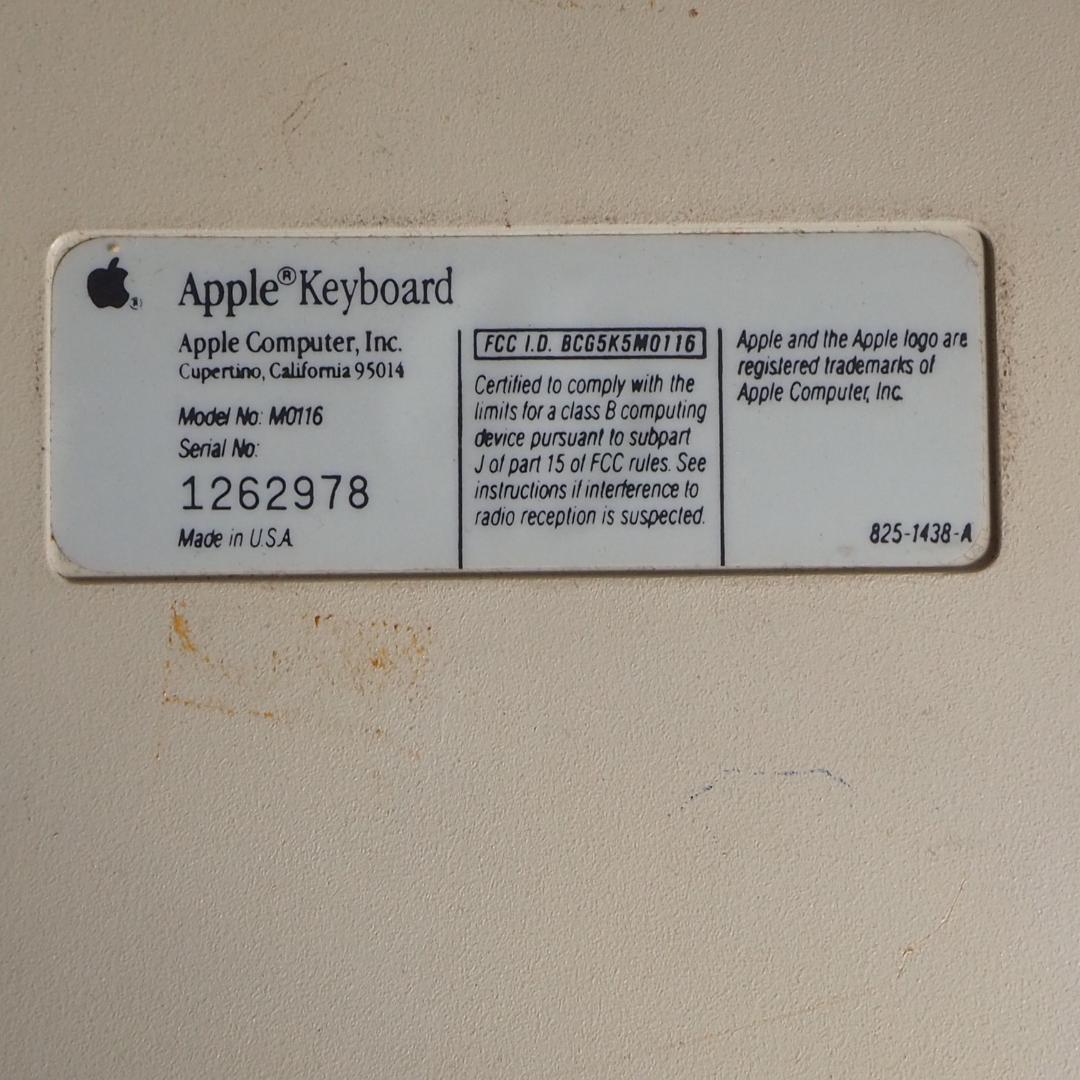 Apple®Keyboard
Apple Computer, Inc.
Cupertino, California 95014
Model No: M0116
Serial No:
1262978
Made in U.S.A.
FCC I.D. BCG5K5M0116
Certified to comply with the
limits for a class B computing
device pursuant to subpart
J of part 15 of FCC rules. See
instructions if interference to
radio reception is suspected.
Apple and the Apple logo are
registered trademarks of
Apple Computer, Inc.
825-1438-A